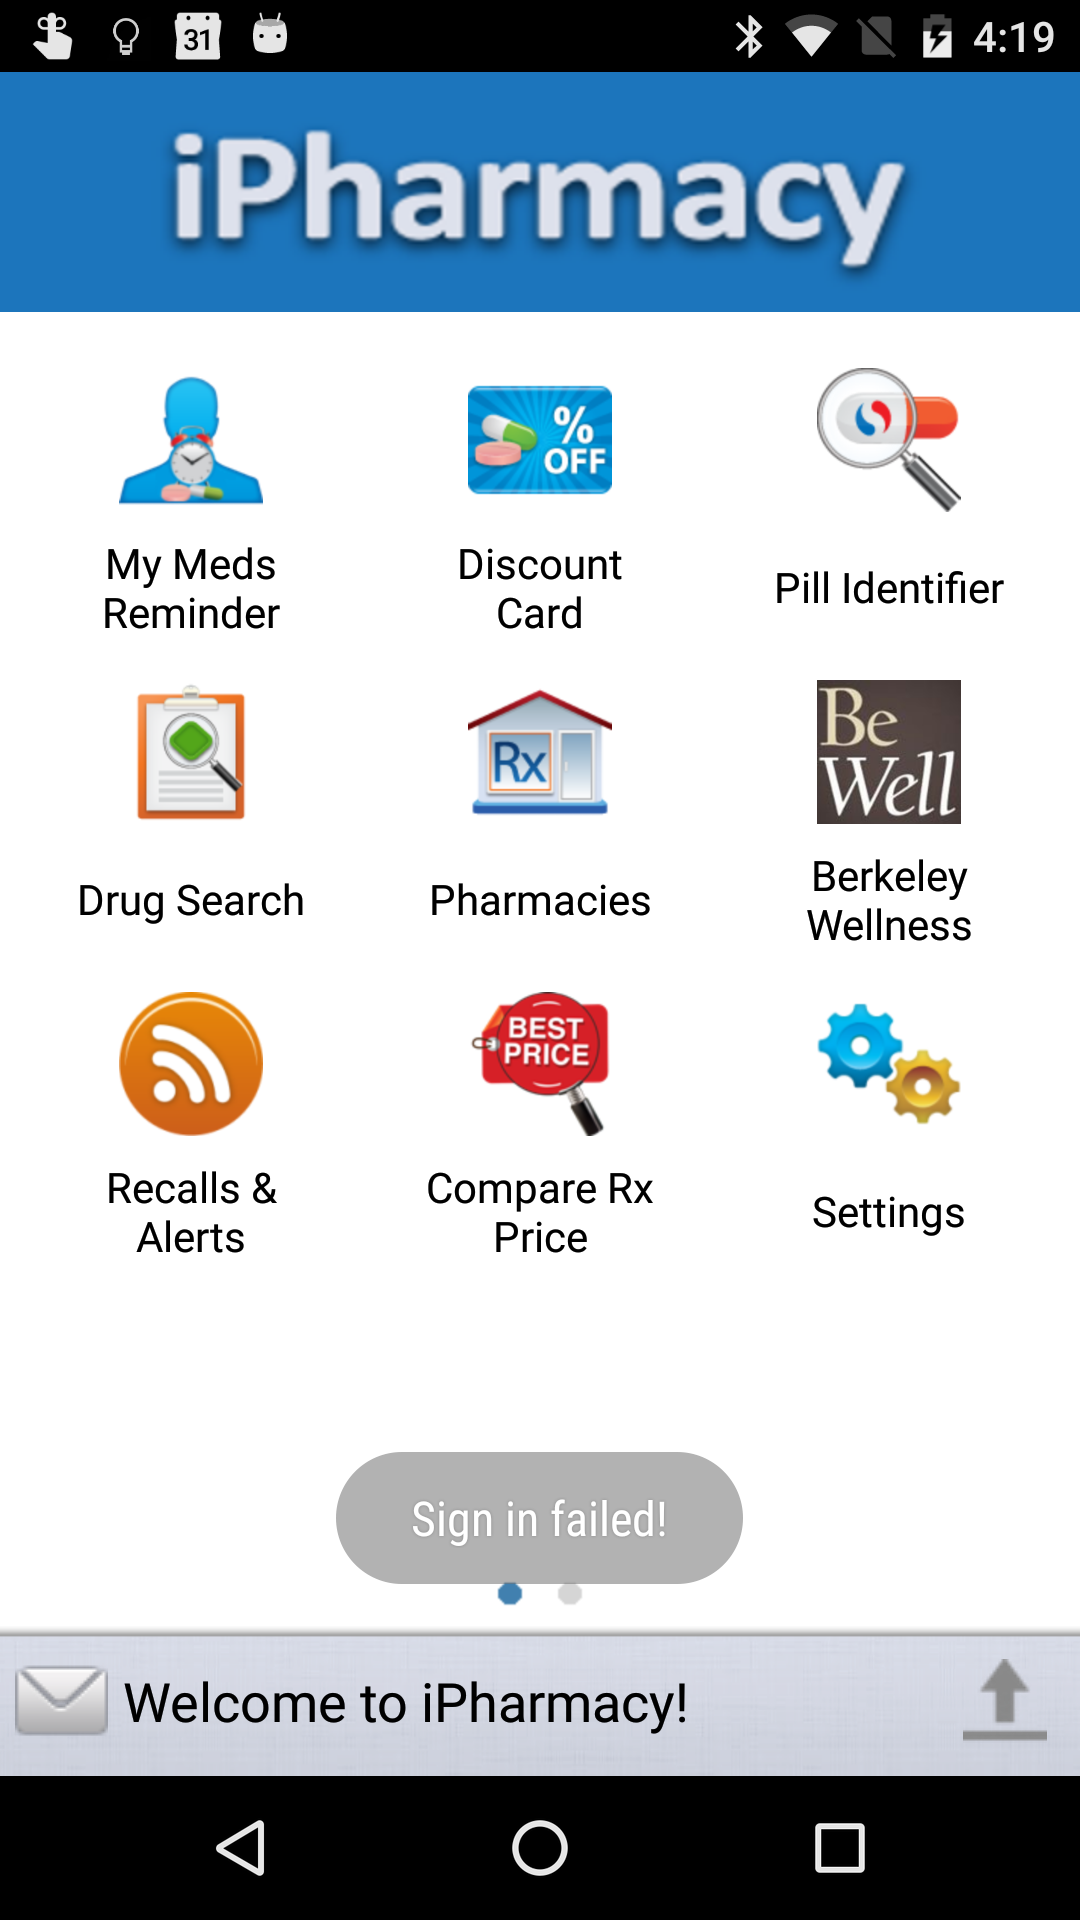 31
4:19
iPharmacy
% OFF
My Meds
Reminder
Discount
Card
Pill Identifier
Rx
Be
Well
Drug Search
Pharmacies
Berkeley
Wellness
BEST
PRICE
Recalls &
Alerts
Compare Rx
Price
Settings
Sign in failed!
Welcome to iPharmacy!